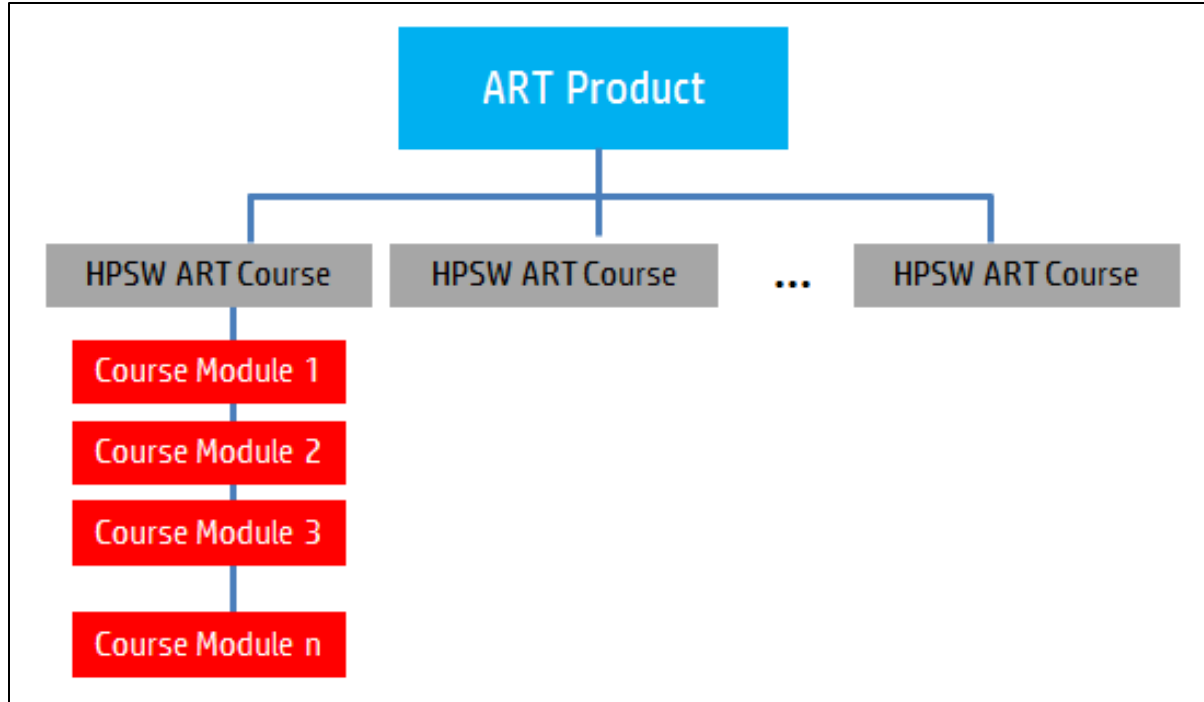 ART Product
HPSW ART Course
HPSW ART Course
...
HPSW ART Course
Course Module 1
Course Module 2
Course Module 3
Course Module n